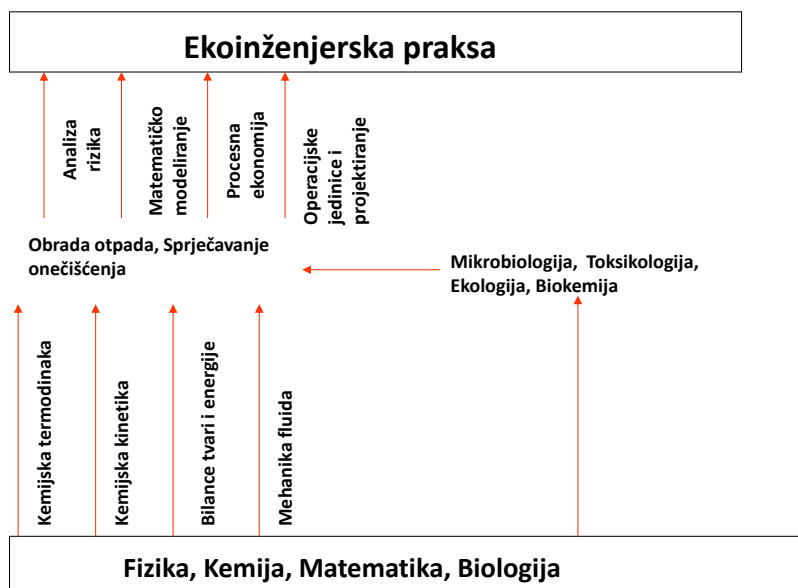 Ekoinženjerska praksa
Analiza
rizika
Matematičko
modeliranje
Procesna
ekonomija
Operacijske
jedinice i
projektiranje
Obrada otpada, Sprječavanje
onečišćenja
Mikrobiologija, Toksikologija,
Ekologija, Biokemija
Kemijska termodinaka
Kemijska kinetika
Bilance tvari i energije
Mehanika fluida
Fizika, Kemija, Matematika, Biologija